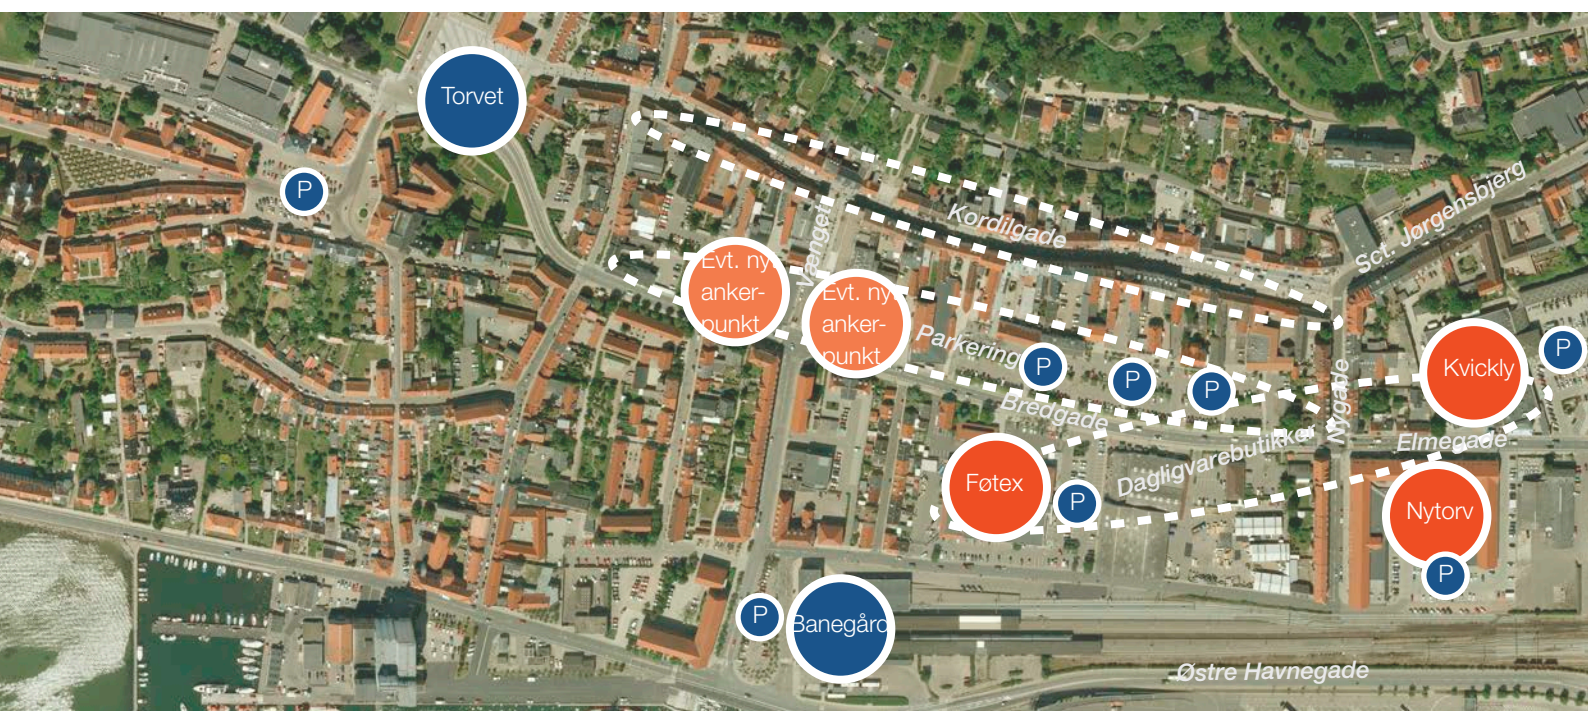 Torvet
P
Kordilgade
Sct. Jørgensbjerg
Vænget
Evt. ny
anker-
punkt
Evt. ny
anker-
punkt
Parkering
P
P
P
P
Kvickly
Bredgade
Nygade
Elmegade
Dagligvarebutikker
Føtex
P
Nytorv
P
P
Banegård
Østre Havnegade